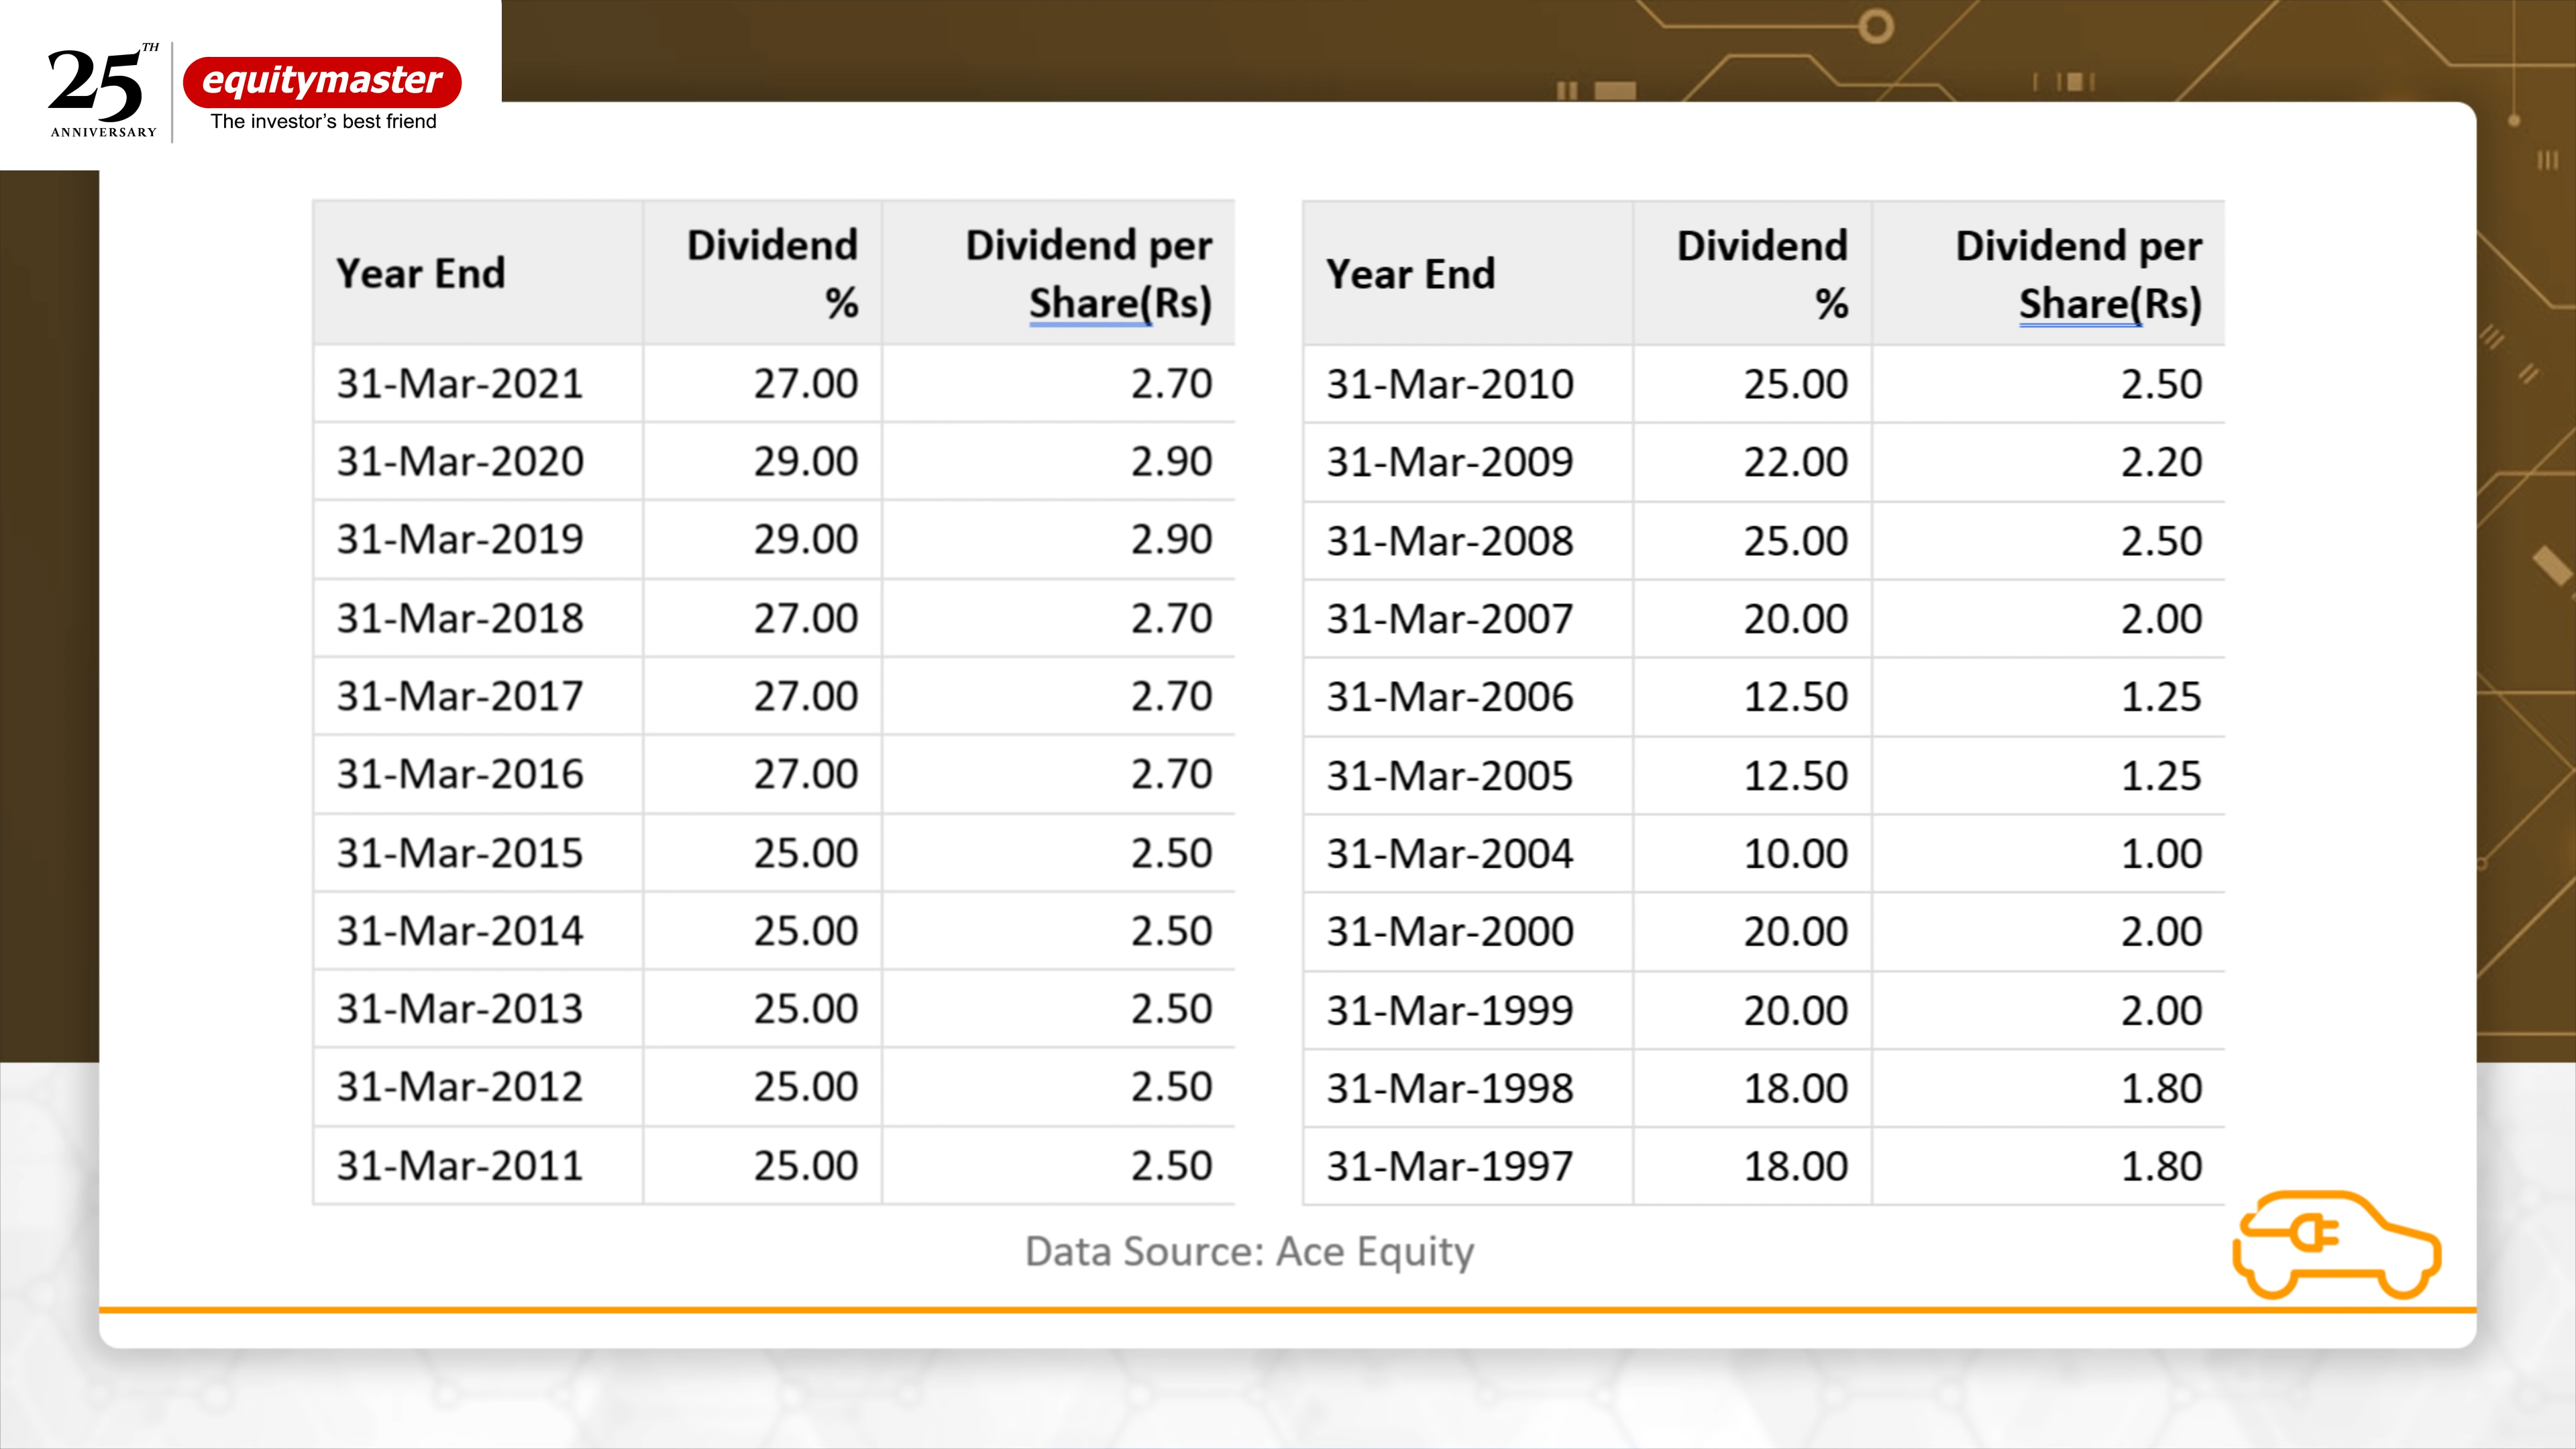 25TH
ANNIVERSARY
equitymaster
The investor's best friend
Year End Dividend % Dividend per Share(Rs)
31-Mar-2021 27.00 2.70
31-Mar-2020 29.00 2.90
31-Mar-2019 29.00 2.90
31-Mar-2018 27.00 2.70
31-Mar-2017 27.00 2.70
31-Mar-2016 27.00 2.70
31-Mar-2015 25.00 2.50
31-Mar-2014 25.00 2.50
31-Mar-2013 25.00 2.50
31-Mar-2012 25.00 2.50
31-Mar-2011 25.00 2.50
Year End Dividend % Dividend per Share(Rs)
31-Mar-2010 25.00 2.50
31-Mar-2009 22.00 2.20
31-Mar-2008 25.00 2.50
31-Mar-2007 20.00 2.00
31-Mar-2006 12.50 1.25
31-Mar-2005 12.50 1.25
31-Mar-2004 10.00 1.00
31-Mar-2000 20.00 2.00
31-Mar-1999 20.00 2.00
31-Mar-1998 18.00 1.80
31-Mar-1997 18.00 1.80
Data Source: Ace Equity